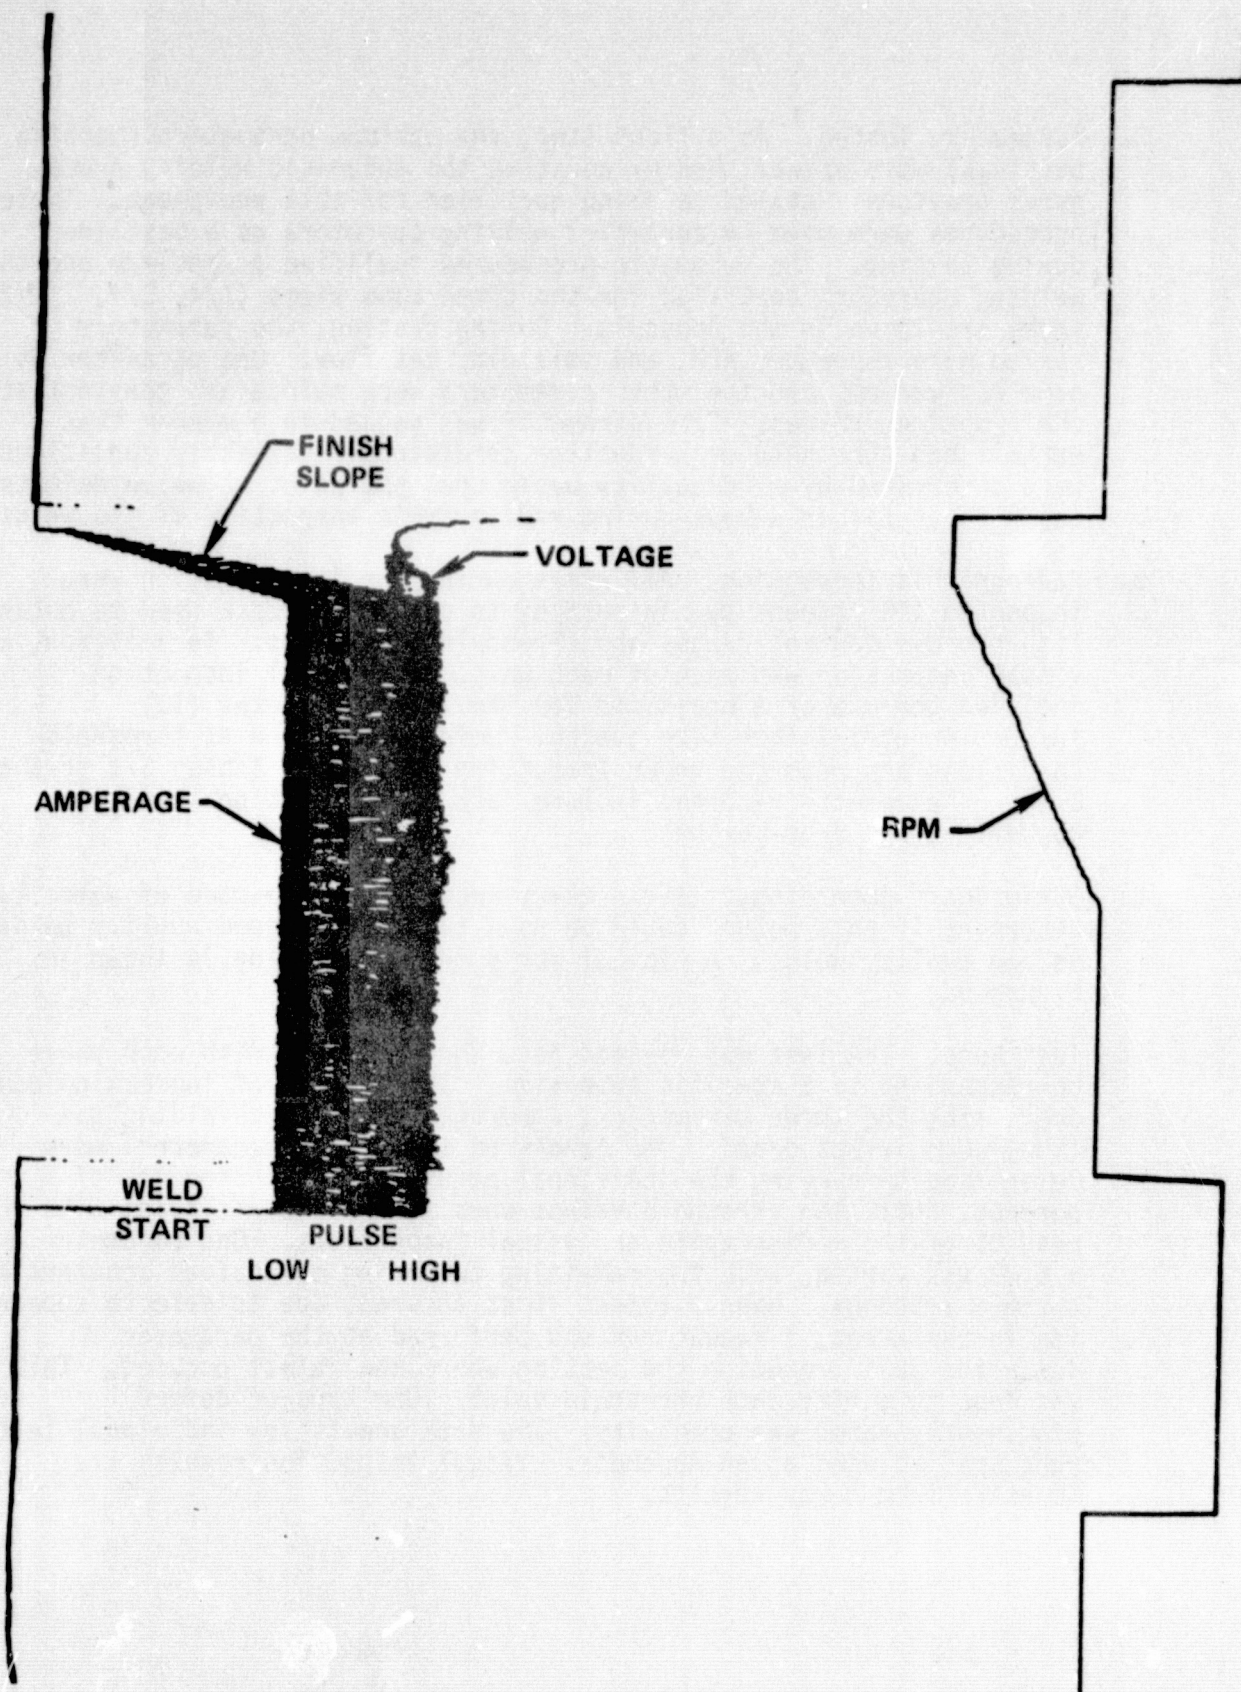 FINISH
SLOPE
VOLTAGE
AMPERAGE
RPM
WELD
START
PULSE
LOW HIGH